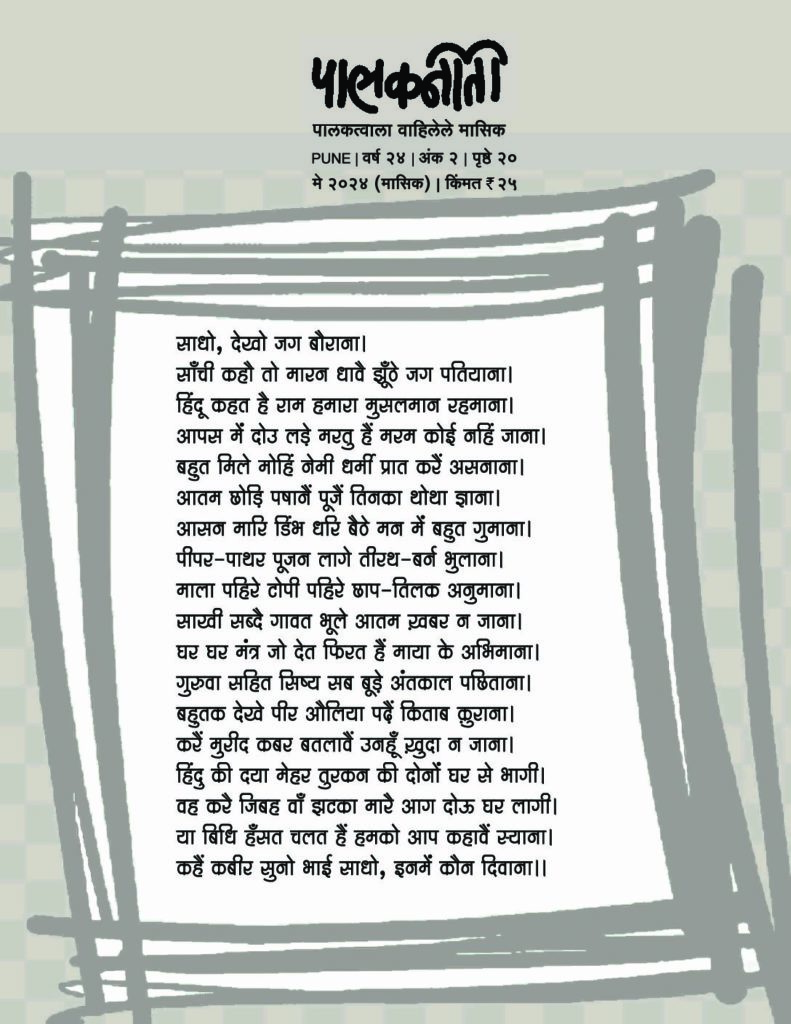 पालकनीती
पालकत्वाला वाहिलेले मासिक
PUNE | वर्ष २४ | अंक २ | पृष्ठे २०
मे २०२४ (मासिक) | किंमत ₹ २५
साधो, देखो जग बौराना।
साँची कहौ तो मारन धावै झूँठे जग पतियाना।
हिंदू कहत है राम हमारा मुसलमान रहमाना।
आपस में दोउ लड़े मरतु हैं मरम कोई नहिं जाना।
बहुत मिले मोहिं नेमी धर्मी प्रात करैं असनाना।
आतम छोड़ि पषानैं पूजैं तिनका थोथा ज्ञाना।
आसन मारि डिंभ धरि बैठे मन में बहुत गुमाना।
पीपर-पाथर पूजन लागे तीरथ-बर्न भुलाना।
माला पहिरे टोपी पहिरे छाप-तिलक अनुमाना।
साखी सब्दै गावत भूले आतम ख़बर न जाना।
घर घर मंत्र जो देत फिरत हैं माया के अभिमाना।
गुरुवा सहित सिष्य सब बूड़े अंतकाल पछिताना।
बहुतक देखे पीर औलिया पढ़ैं किताब क़ुराना।
करैं मुरीद कबर बतलावैं उनहूँ ख़ुदा न जाना।
हिंदु की दया मेहर तुरकन की दोनों घर से भागी।
वह करै जिबह वाँ झटका मारै आग दोऊ घर लागी।
या बिधि हँसत चलत हैं हमको आप कहावैं स्याना।
कहैं कबीर सुनो भाई साधो, इनमें कौन दिवाना।।